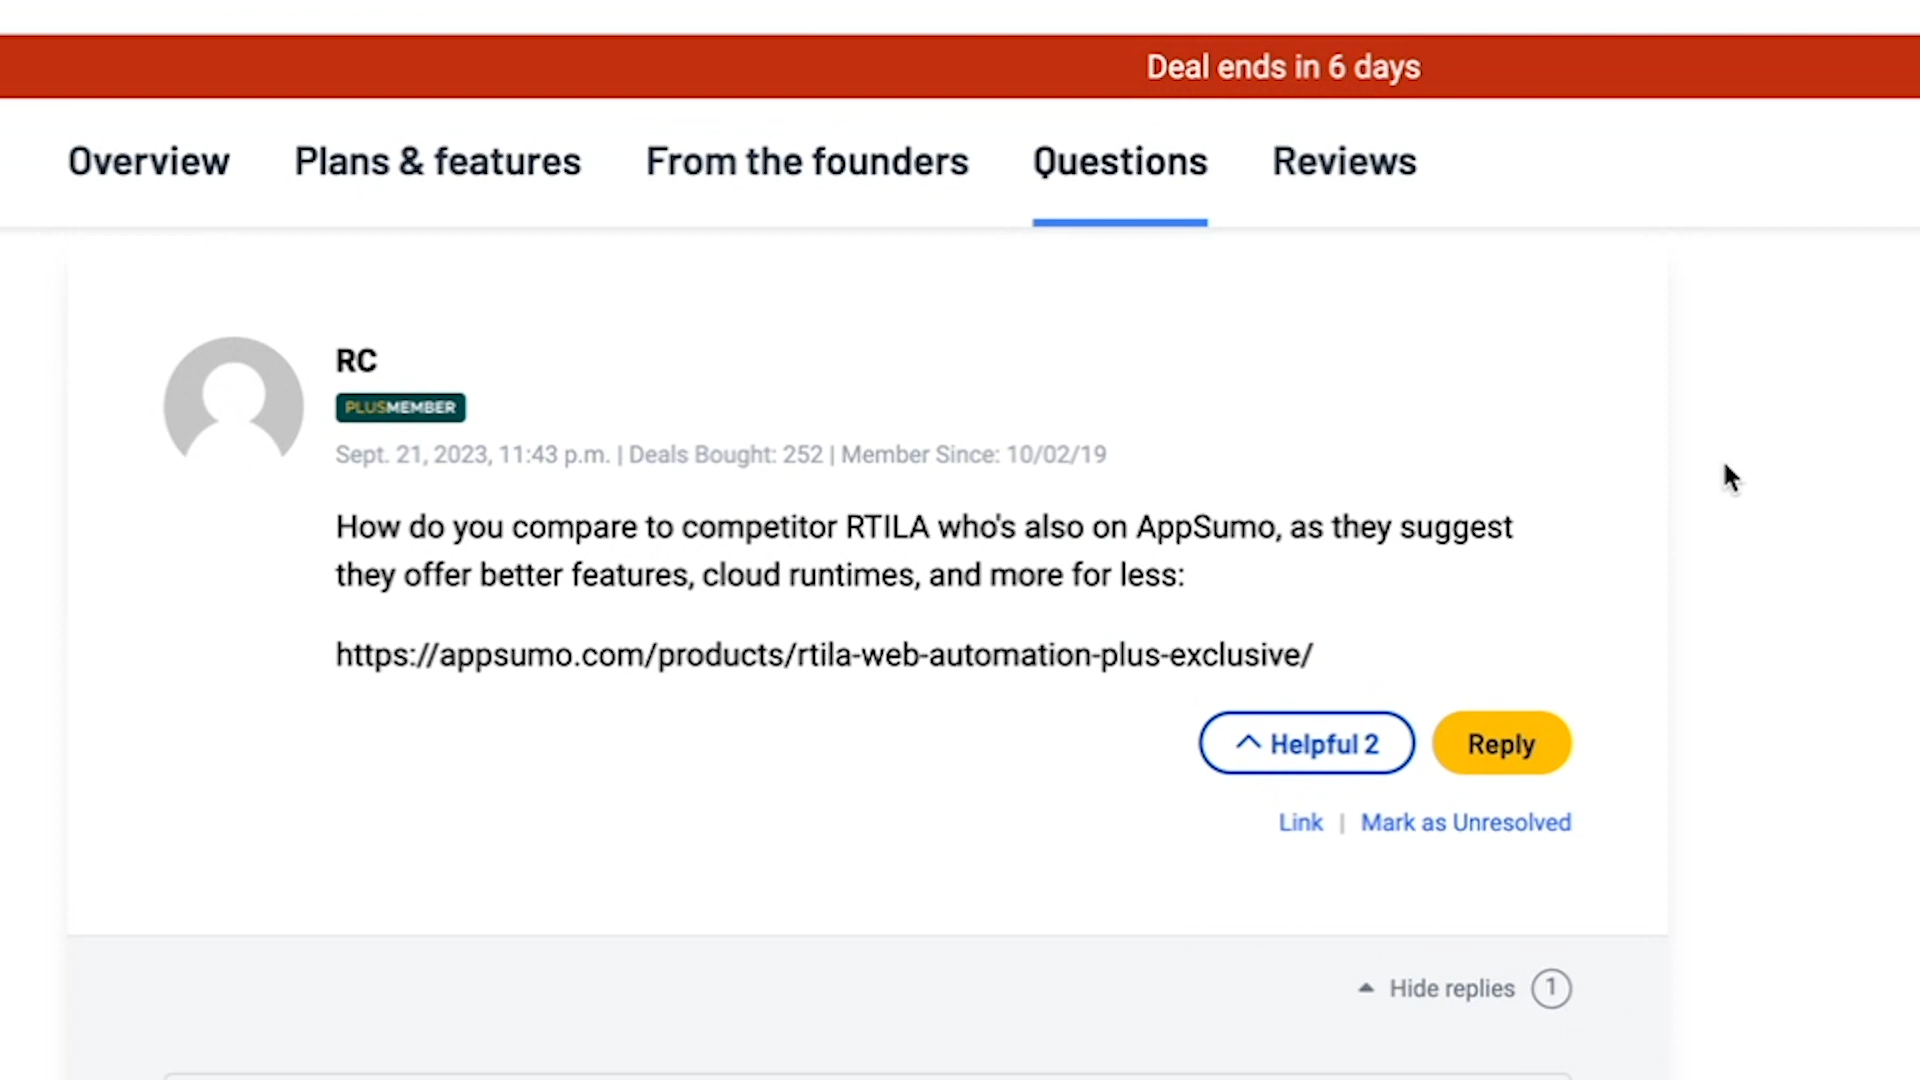 Deal ends in 6 days
Overview Plans & features From the founders Questions Reviews
RC
PLUSMEMBER
Sept. 21, 2023, 11:43 p.m. | Deals Bought: 252 | Member Since: 10/02/19
How do you compare to competitor RTILA who's also on AppSumo, as they suggest
they offer better features, cloud runtimes, and more for less:
https://appsumo.com/products/rtila-web-automation-plus-exclusive/
Helpful 2 Reply
Link | Mark as Unresolved
Hide replies 1